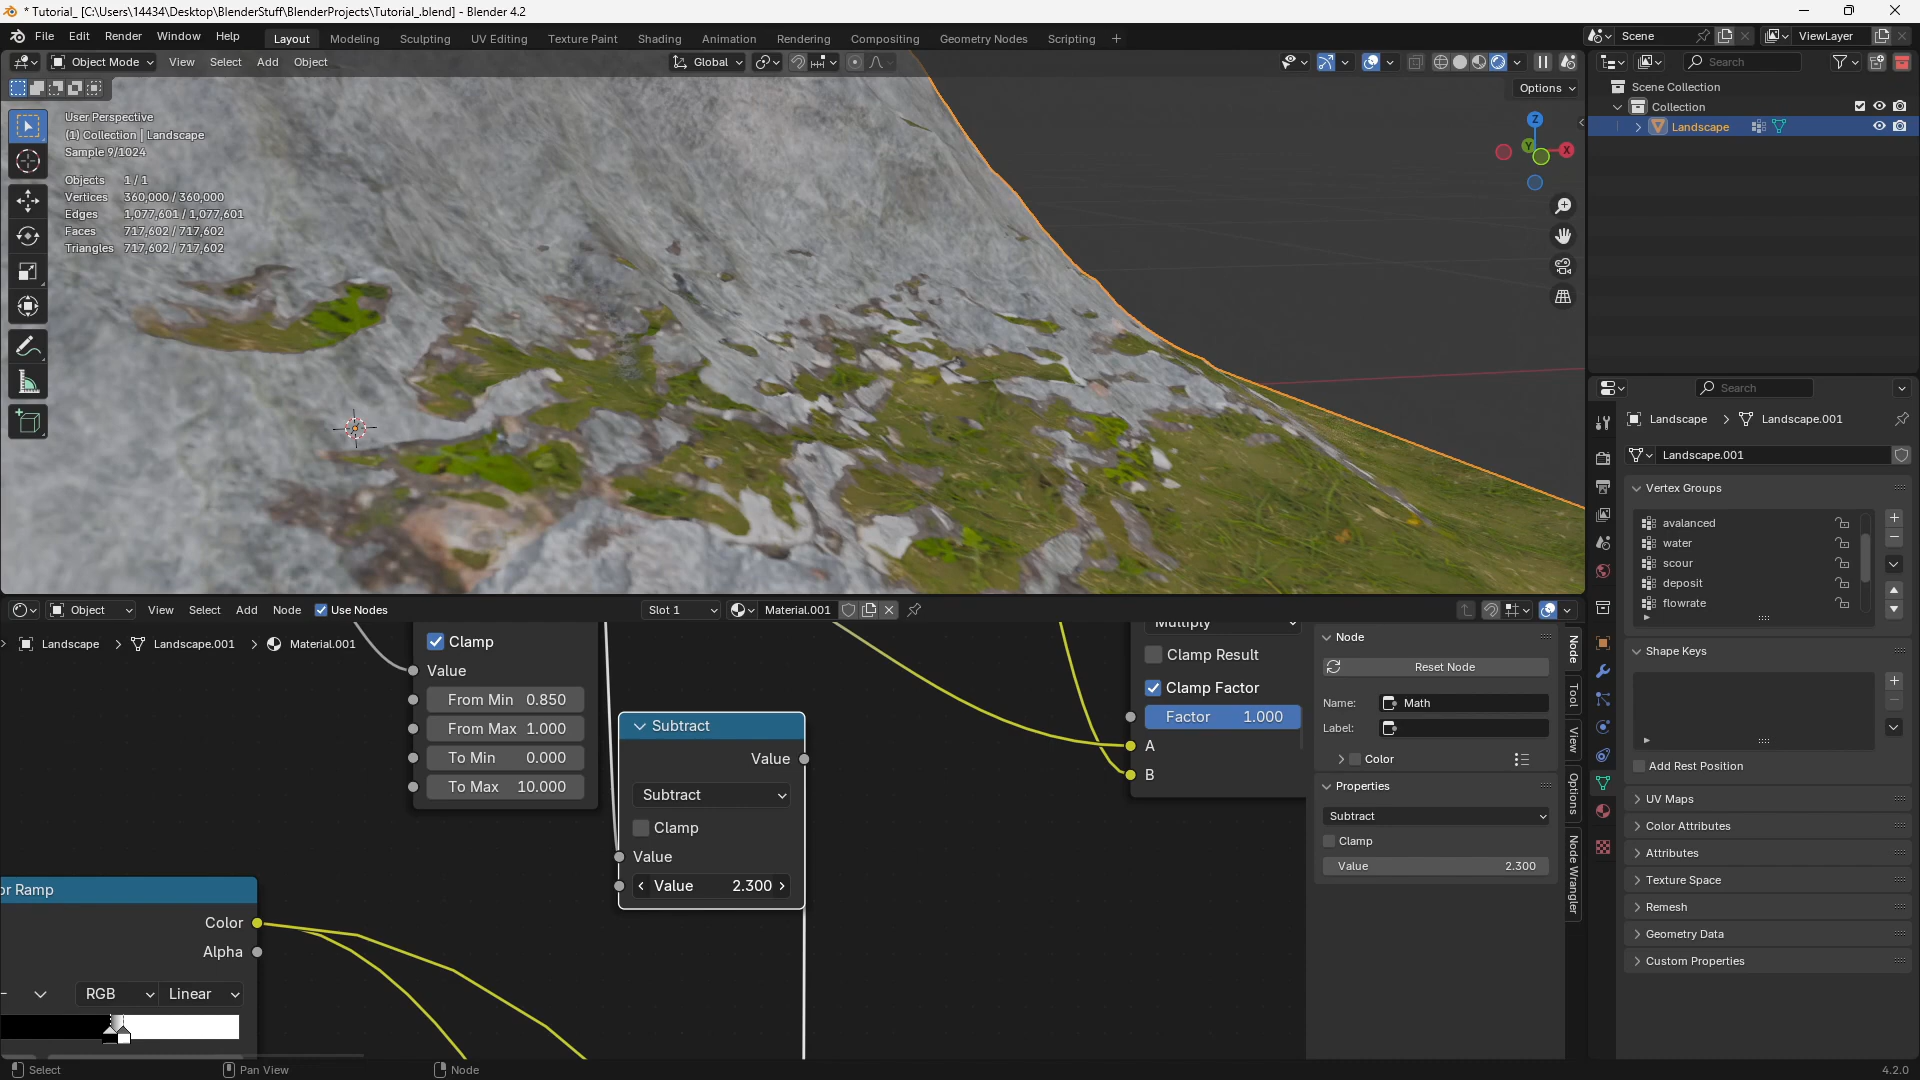 * Tutorial_ [C:\Users\14434\Desktop\BlenderStuff\BlenderProjects\Tutorial_.blend] - Blender 4.2
File Edit Render Window Help Layout Modeling Sculpting UV Editing Texture Paint Shading Animation Rendering Compositing Geometry Nodes Scripting + Scene ViewLayer
Object Mode View Select Add Object Global Search
Options
User Perspective
(1) Collection | Landscape
Sample 9/1024
Objects 1 / 1
Vertices 360,000 / 360,000
Edges 1,077,601 / 1,077,601
Faces 717,602 / 717,602
Triangles 717,602 / 717,602
Z
Y
X
Scene Collection
Collection
Landscape
Search
Landscape > Landscape.001
Landscape.001
Vertex Groups
avalanced
water
scour
deposit
flowrate
Shape Keys
Add Rest Position
UV Maps
Color Attributes
Attributes
Texture Space
Remesh
Geometry Data
Custom Properties
Object View Select Add Node Use Nodes Slot 1 Material.001
Landscape > Landscape.001 > Material.001
Clamp
Value
From Min 0.850
From Max 1.000
To Min 0.000
To Max 10.000
Subtract
Value
Subtract
Clamp
Value
Value 2.300
Multiply
Clamp Result
Clamp Factor
Factor 1.000
A
B
or Ramp
Color
Alpha
RGB Linear
Node
Reset Node
Name: Math
Label:
Color
Properties
Subtract
Clamp
Value 2.300
Node
Tool
View
Options
Node Wrangler
Select Pan View Node 4.2.0